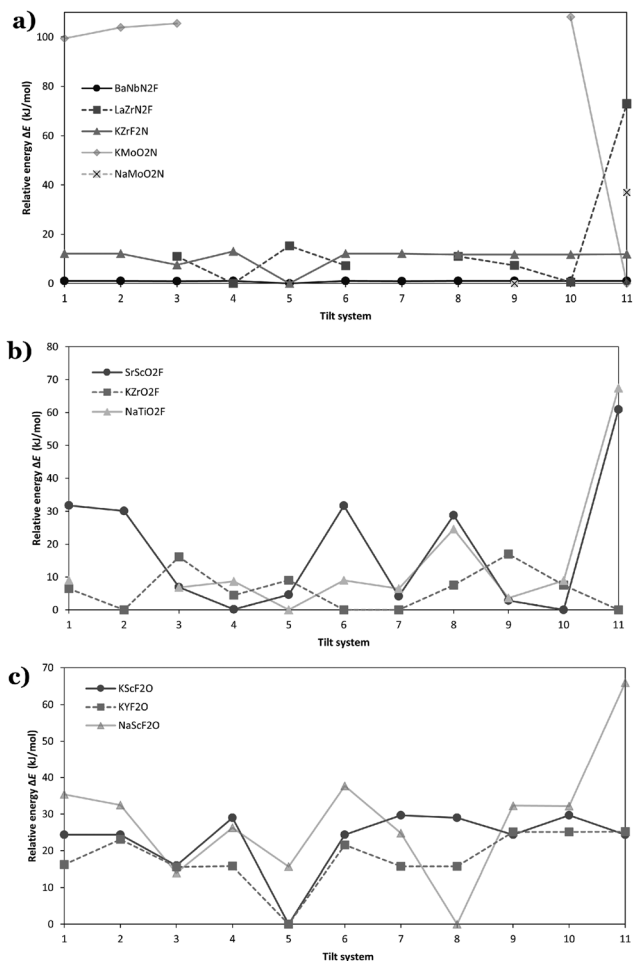 a)
100
80
60
40
20
0
Relative energy ΔE (kJ/mol)
BaNbN2F
LaZrN2F
KZrF2N
KMoO2N
NaMoO2N
1 2 3 4 5 6 7 8 9 10 11
Tilt system
b)
80
70
60
50
40
30
20
10
0
Relative energy ΔE (kJ/mol)
SrScO2F
KZrO2F
NaTiO2F
1 2 3 4 5 6 7 8 9 10 11
Tilt system
c)
70
60
50
40
30
20
10
0
Relative energy ΔE (kJ/mol)
KScF2O
KYF2O
NaScF2O
1 2 3 4 5 6 7 8 9 10 11
Tilt system